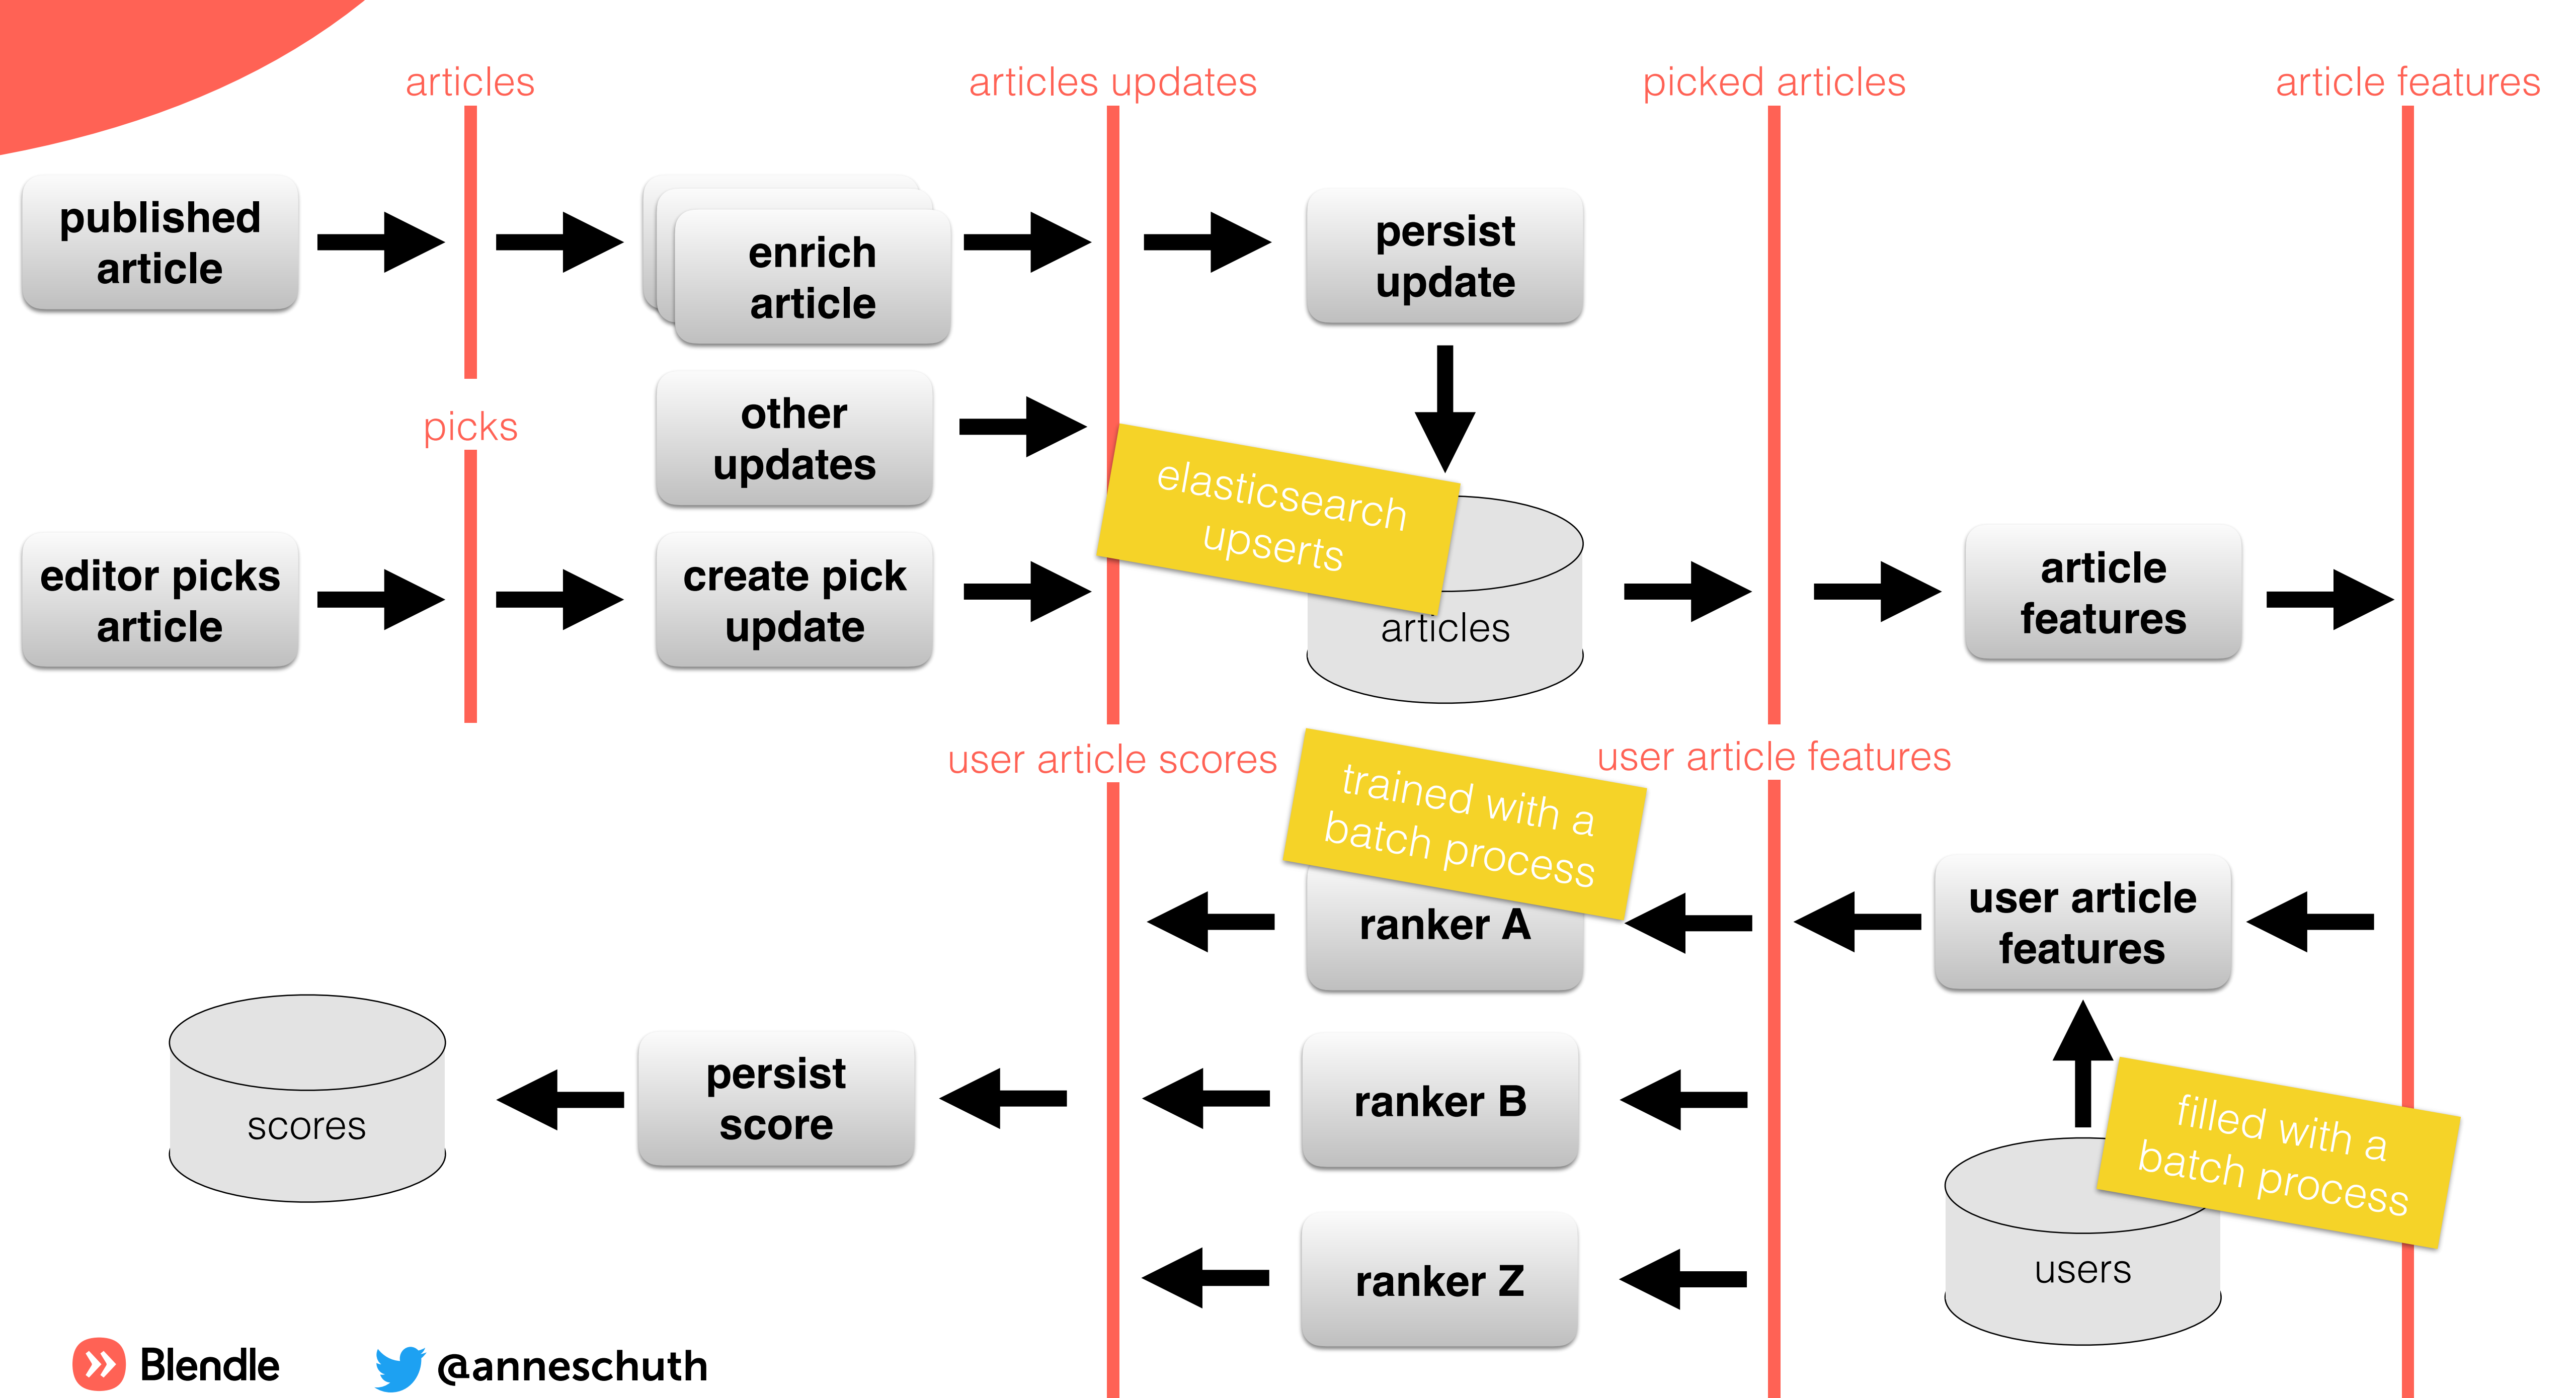 articles
articles updates
picked articles
article features
published
article
enrich
article
persist
update
picks
other
updates
elasticsearch
upserts
editor picks
article
create pick
update
articles
article
features
user article scores
user article features
trained with a
batch process
ranker A
user article
features
scores
persist
score
ranker B
filled with a
batch process
users
ranker Z
Blendle
@anneschuth